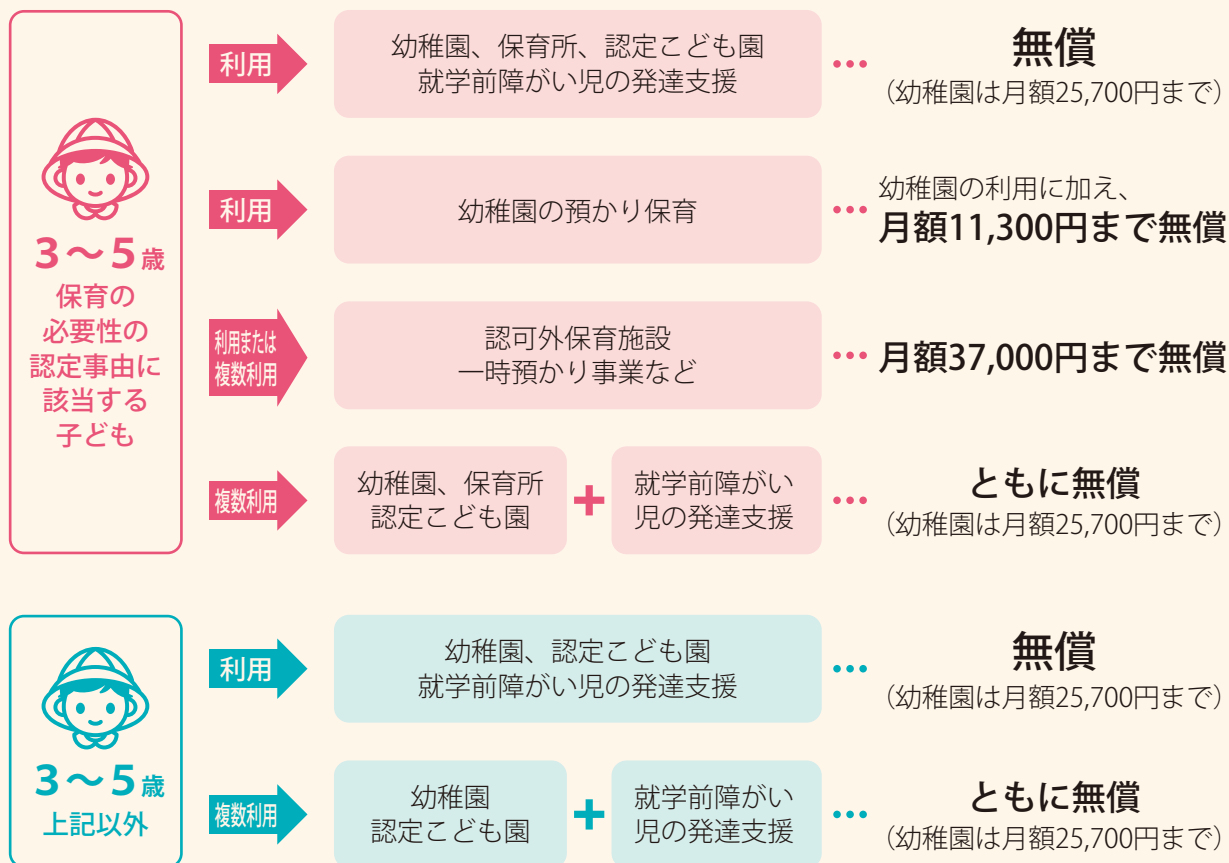 3～5歳
保育の
必要性の
認定事由に
該当する
子ども
利用
幼稚園、保育所、認定こども園
就学前障がい児の発達支援
…
無償
（幼稚園は月額25,700円まで）
利用
幼稚園の預かり保育
…
幼稚園の利用に加え、
月額11,300円まで無償
利用または
複数利用
認可外保育施設
一時預かり事業など
…
月額37,000円まで無償
複数利用
幼稚園、保育所
認定こども園
+
就学前障がい
児の発達支援
…
ともに無償
（幼稚園は月額25,700円まで）
3～5歳
上記以外
利用
幼稚園、認定こども園
就学前障がい児の発達支援
…
無償
（幼稚園は月額25,700円まで）
複数利用
幼稚園
認定こども園
+
就学前障がい
児の発達支援
…
ともに無償
（幼稚園は月額25,700円まで）